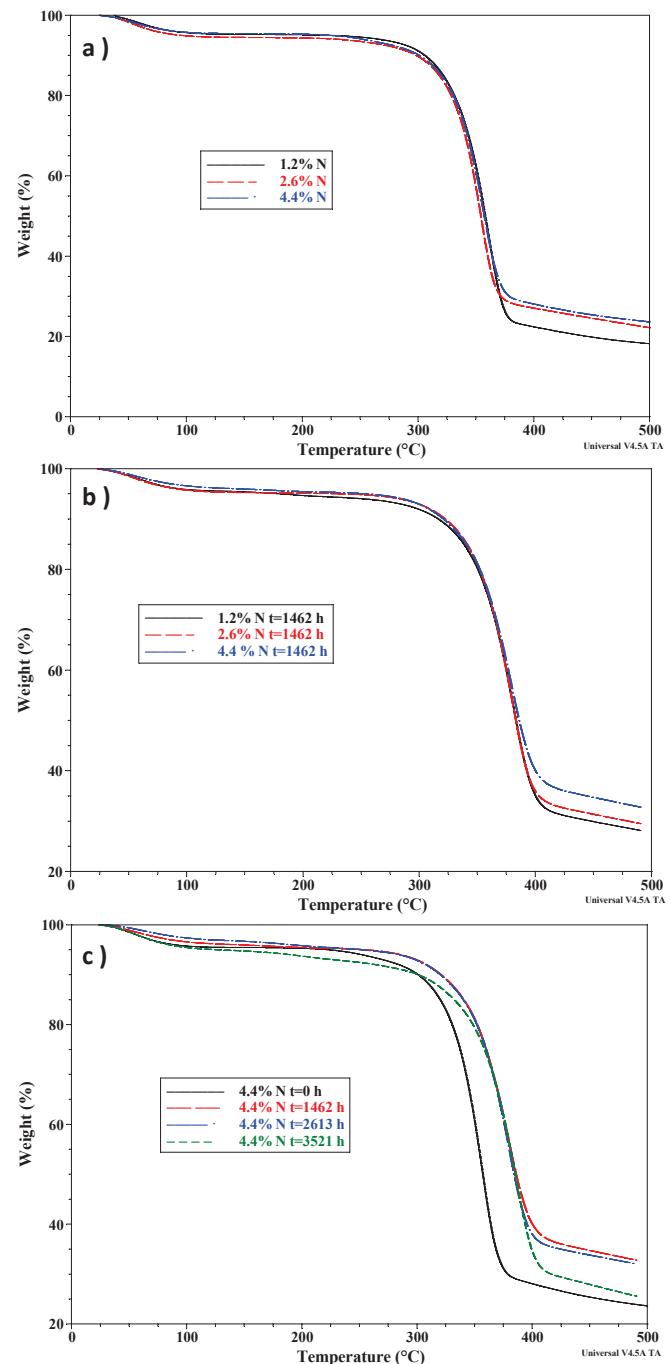 a )
100
80
60
40
20
0
Weight (%)
1.2% N
2.6% N
4.4% N
0 100 200 300 400 500
Temperature (°C)
Universal V4.5A TA
b )
100
80
60
40
20
Weight (%)
1.2% N t=1462 h
2.6% N t=1462 h
4.4 % N t=1462 h
0 100 200 300 400 500
Temperature (°C)
Universal V4.5A TA
c )
100
80
60
40
20
Weight (%)
4.4% N t=0 h
4.4% N t=1462 h
4.4% N t=2613 h
4.4% N t=3521 h
0 100 200 300 400 500
Temperature (°C)
Universal V4.5A TA